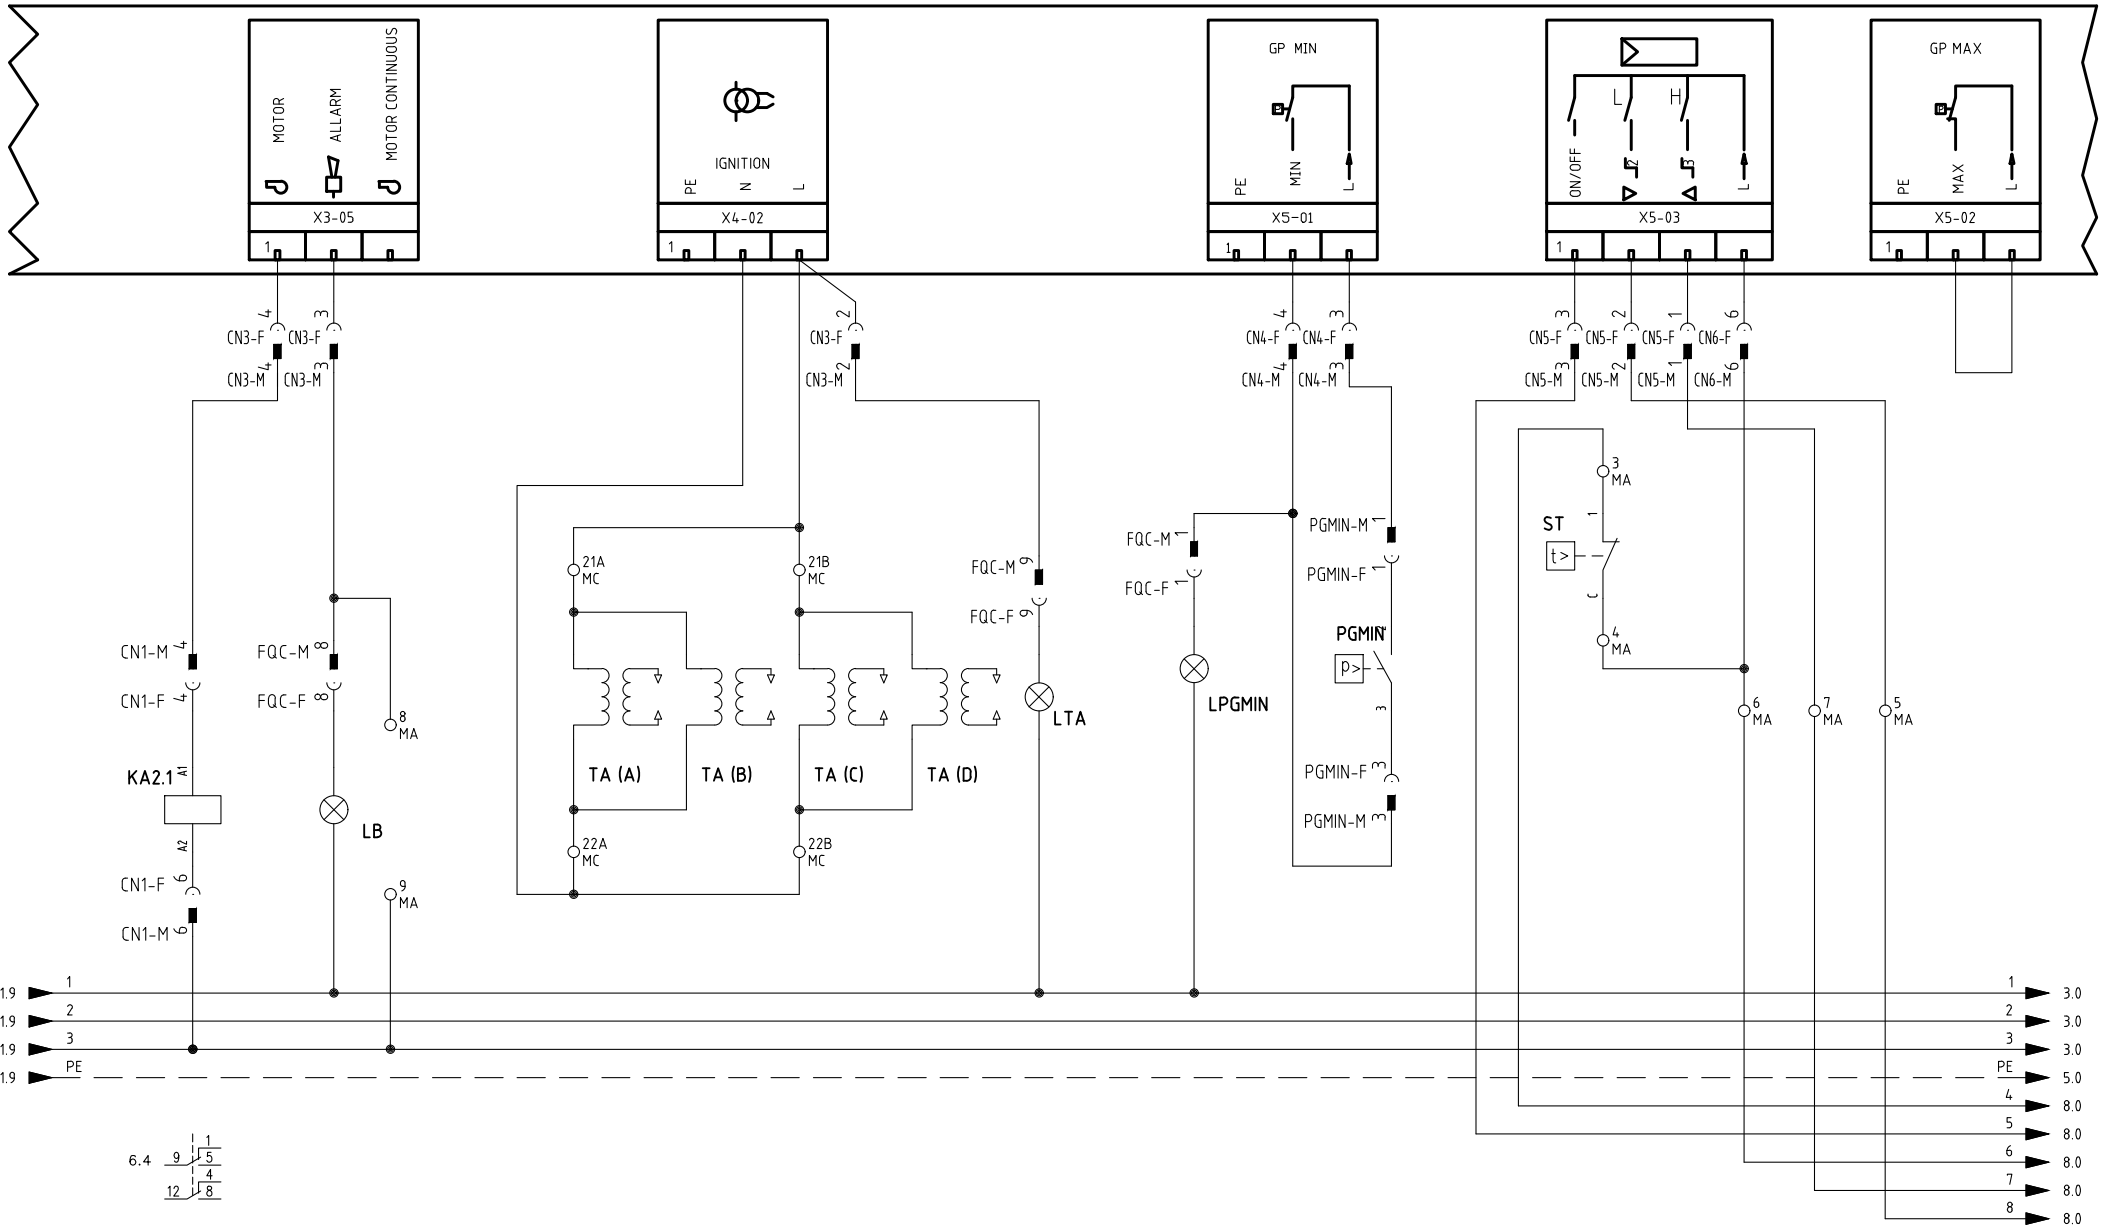 MOTOR
ALLARM
MOTOR CONTINUOUS
X3-05
1
IGNITION
PE
N
L
X4-02
1
GP MIN
PE
MIN
L
X5-01
1
L
H
ON/OFF
2
3
L
X5-03
1
GP MAX
PE
MAX
L
X5-02
1
4
CN3-F
3
CN3-F
4
CN3-M
3
CN3-M
2
CN3-F
2
CN3-M
4
CN4-F
3
CN4-F
4
CN4-M
3
CN4-M
3
CN5-F
2
CN5-F
1
CN5-F
6
CN6-F
3
CN5-M
2
CN5-M
1
CN5-M
6
CN6-M
3
MA
1
ST
t>
C
4
MA
21A
MC
21B
MC
FQC-M 9
FQC-F 9
FQC-M 1
FQC-F 1
PGMIN-M 1
PGMIN-F 1
PGMIN
p>
3
PGMIN-F 3
PGMIN-M 3
CN1-M 4
CN1-F 4
FQC-M 8
FQC-F 8
8
MA
LTA
LPGMIN
6
MA
7
MA
5
MA
KA2.1
A1
A2
TA (A)
TA (B)
TA (C)
TA (D)
LB
22A
MC
22B
MC
CN1-F 6
CN1-M 6
9
MA
1.9
1
1
3.0
1.9
2
2
3.0
1.9
3
3
3.0
1.9
PE
PE
5.0
4
8.0
5
8.0
6
8.0
7
8.0
8
8.0
6.4
1
9
5
4
12
8